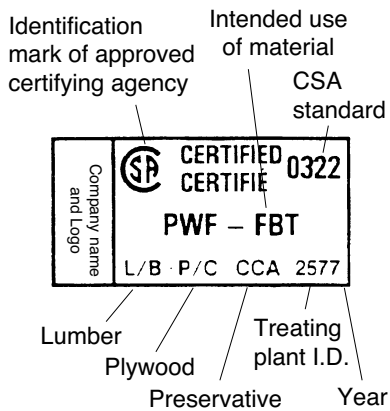 Identification
mark of approved
certifying agency
Intended use
of material
CSA
standard
Company name
and Logo
SA CERTIFIED
CERTIFIE
0322
PWF – FBT
L/B · P/C CCA 2577
Lumber
Plywood
Preservative
Treating
plant I.D.
Year